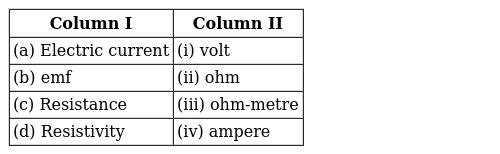 Column I Column II
(a) Electric current (i) volt
(b) emf (ii) ohm
(c) Resistance (iii) ohm-metre
(d) Resistivity (iv) ampere